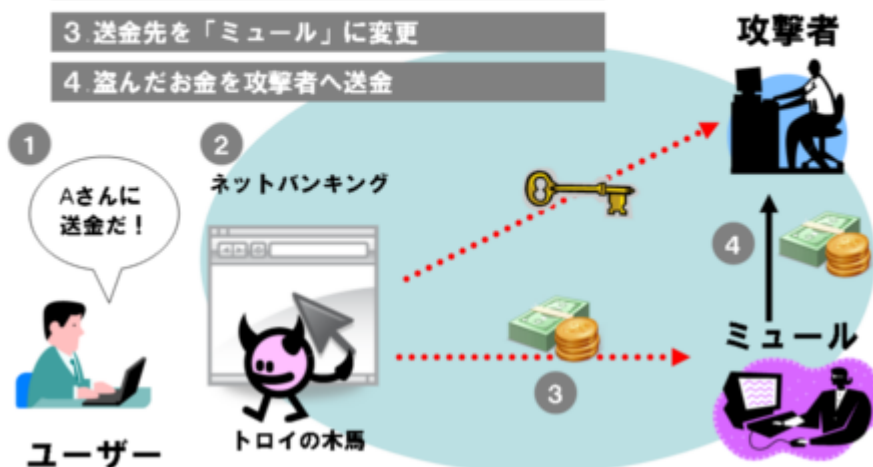 3.送金先を「ミュール」に変更
4.盗んだお金を攻撃者へ送金
攻撃者
1
2
ネットバンキング
Aさんに
送金だ！
4
ミュール
3
トロイの木馬
ユーザー